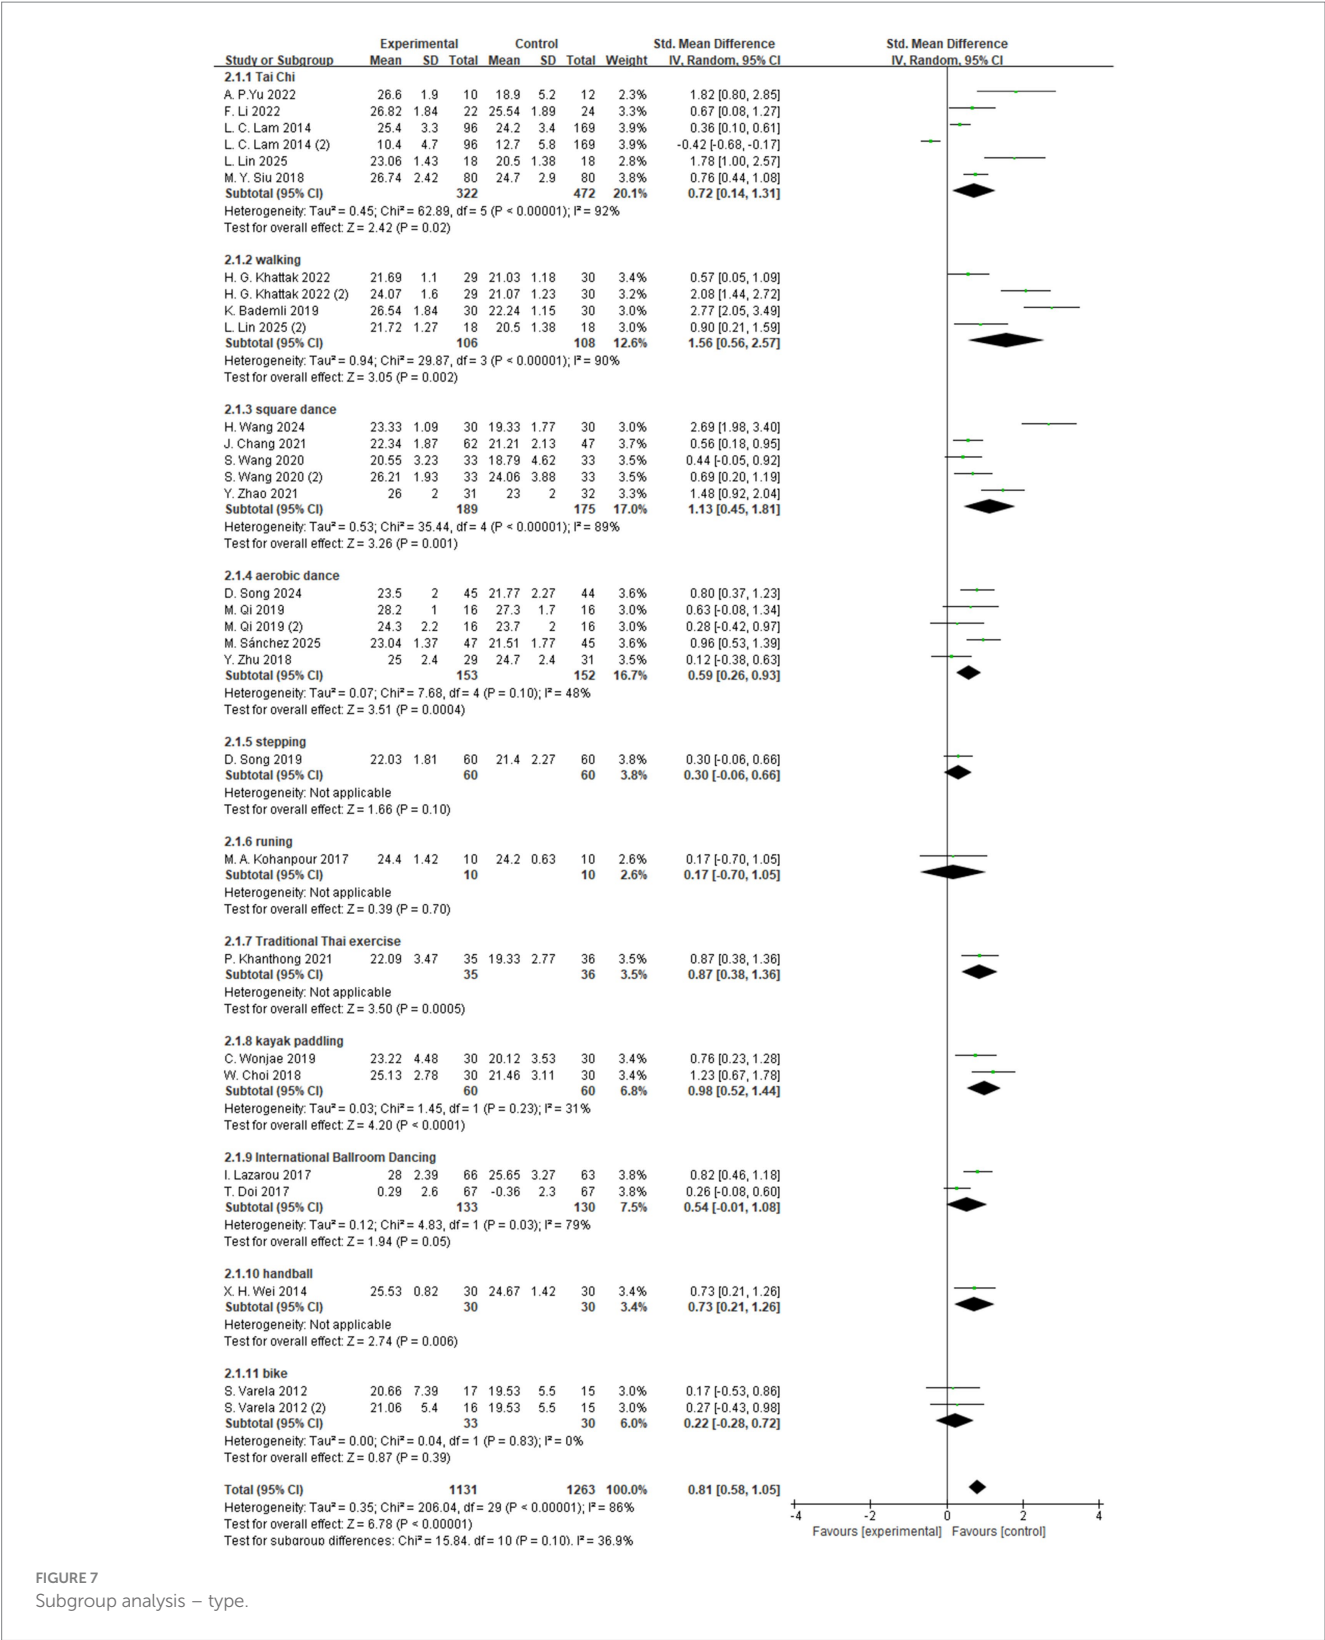 Experimental Control Std. Mean Difference Std. Mean Difference
Study or Subgroup Mean SD Total Mean SD Total Weight IV, Random, 95% CI IV, Random, 95% CI
2.1.1 Tai Chi
A. P.Yu 2022 26.6 1.9 10 18.9 5.2 12 2.3% 1.82 [0.80, 2.85]
F. Li 2022 26.82 1.84 22 25.54 1.89 24 3.3% 0.67 [0.08, 1.27]
L. C. Lam 2014 25.4 3.3 96 24.2 3.4 169 3.9% 0.36 [0.10, 0.61]
L. C. Lam 2014 (2) 10.4 4.7 96 12.7 5.8 169 3.9% -0.42 [-0.68, -0.17]
L. Lin 2025 23.06 1.43 18 20.5 1.38 18 2.8% 1.78 [1.00, 2.57]
M. Y. Siu 2018 26.74 2.42 80 24.7 2.9 80 3.8% 0.76 [0.44, 1.08]
Subtotal (95% CI) 322 472 20.1% 0.72 [0.14, 1.31]
Heterogeneity: Tau² = 0.45; Chi² = 62.89, df = 5 (P < 0.00001); I² = 92%
Test for overall effect: Z = 2.42 (P = 0.02)
2.1.2 walking
H. G. Khattak 2022 21.69 1.1 29 21.03 1.18 30 3.4% 0.57 [0.05, 1.09]
H. G. Khattak 2022 (2) 24.07 1.6 29 21.07 1.23 30 3.2% 2.08 [1.44, 2.72]
K. Bademli 2019 26.54 1.84 30 22.24 1.15 30 3.0% 2.77 [2.05, 3.49]
L. Lin 2025 (2) 21.72 1.27 18 20.5 1.38 18 3.0% 0.90 [0.21, 1.59]
Subtotal (95% CI) 106 108 12.6% 1.56 [0.56, 2.57]
Heterogeneity: Tau² = 0.94; Chi² = 29.87, df = 3 (P < 0.00001); I² = 90%
Test for overall effect: Z = 3.05 (P = 0.002)
2.1.3 square dance
H. Wang 2024 23.33 1.09 30 19.33 1.77 30 3.0% 2.69 [1.98, 3.40]
J. Chang 2021 22.34 1.87 62 21.21 2.13 47 3.7% 0.56 [0.18, 0.95]
S. Wang 2020 20.55 3.23 33 18.79 4.62 33 3.5% 0.44 [-0.05, 0.92]
S. Wang 2020 (2) 26.21 1.93 33 24.06 3.88 33 3.5% 0.69 [0.20, 1.19]
Y. Zhao 2021 26 2 31 23 2 32 3.3% 1.48 [0.92, 2.04]
Subtotal (95% CI) 189 175 17.0% 1.13 [0.45, 1.81]
Heterogeneity: Tau² = 0.53; Chi² = 35.44, df = 4 (P < 0.00001); I² = 89%
Test for overall effect: Z = 3.26 (P = 0.001)
2.1.4 aerobic dance
D. Song 2024 23.5 2 45 21.77 2.27 44 3.6% 0.80 [0.37, 1.23]
M. Qi 2019 28.2 1 16 27.3 1.7 16 3.0% 0.63 [-0.08, 1.34]
M. Qi 2019 (2) 24.3 2.2 16 23.7 2 16 3.0% 0.28 [-0.42, 0.97]
M. Sánchez 2025 23.04 1.37 47 21.51 1.77 45 3.6% 0.96 [0.53, 1.39]
Y. Zhu 2018 25 2.4 29 24.7 2.4 31 3.5% 0.12 [-0.38, 0.63]
Subtotal (95% CI) 153 152 16.7% 0.59 [0.26, 0.93]
Heterogeneity: Tau² = 0.07; Chi² = 7.68, df = 4 (P = 0.10); I² = 48%
Test for overall effect: Z = 3.51 (P = 0.0004)
2.1.5 stepping
D. Song 2019 22.03 1.81 60 21.4 2.27 60 3.8% 0.30 [-0.06, 0.66]
Subtotal (95% CI) 60 60 3.8% 0.30 [-0.06, 0.66]
Heterogeneity: Not applicable
Test for overall effect: Z = 1.66 (P = 0.10)
2.1.6 runing
M. A. Kohanpour 2017 24.4 1.42 10 24.2 0.63 10 2.6% 0.17 [-0.70, 1.05]
Subtotal (95% CI) 10 10 2.6% 0.17 [-0.70, 1.05]
Heterogeneity: Not applicable
Test for overall effect: Z = 0.39 (P = 0.70)
2.1.7 Traditional Thai exercise
P. Khanthong 2021 22.09 3.47 35 19.33 2.77 36 3.5% 0.87 [0.38, 1.36]
Subtotal (95% CI) 35 36 3.5% 0.87 [0.38, 1.36]
Heterogeneity: Not applicable
Test for overall effect: Z = 3.50 (P = 0.0005)
2.1.8 kayak paddling
C. Wonjae 2019 23.22 4.48 30 20.12 3.53 30 3.4% 0.76 [0.23, 1.28]
W. Choi 2018 25.13 2.78 30 21.46 3.11 30 3.4% 1.23 [0.67, 1.78]
Subtotal (95% CI) 60 60 6.8% 0.98 [0.52, 1.44]
Heterogeneity: Tau² = 0.03; Chi² = 1.45, df = 1 (P = 0.23); I² = 31%
Test for overall effect: Z = 4.20 (P < 0.0001)
2.1.9 International Ballroom Dancing
I. Lazarou 2017 28 2.39 66 25.65 3.27 63 3.8% 0.82 [0.46, 1.18]
T. Doi 2017 0.29 2.6 67 -0.36 2.3 67 3.8% 0.26 [-0.08, 0.60]
Subtotal (95% CI) 133 130 7.5% 0.54 [-0.01, 1.08]
Heterogeneity: Tau² = 0.12; Chi² = 4.83, df = 1 (P = 0.03); I² = 79%
Test for overall effect: Z = 1.94 (P = 0.05)
2.1.10 handball
X. H. Wei 2014 25.53 0.82 30 24.67 1.42 30 3.4% 0.73 [0.21, 1.26]
Subtotal (95% CI) 30 30 3.4% 0.73 [0.21, 1.26]
Heterogeneity: Not applicable
Test for overall effect: Z = 2.74 (P = 0.006)
2.1.11 bike
S. Varela 2012 20.66 7.39 17 19.53 5.5 15 3.0% 0.17 [-0.53, 0.86]
S. Varela 2012 (2) 21.06 5.4 16 19.53 5.5 15 3.0% 0.27 [-0.43, 0.98]
Subtotal (95% CI) 33 30 6.0% 0.22 [-0.28, 0.72]
Heterogeneity: Tau² = 0.00; Chi² = 0.04, df = 1 (P = 0.83); I² = 0%
Test for overall effect: Z = 0.87 (P = 0.39)
Total (95% CI) 1131 1263 100.0% 0.81 [0.58, 1.05]
Heterogeneity: Tau² = 0.35; Chi² = 206.04, df = 29 (P < 0.00001); I² = 86%
Test for overall effect: Z = 6.78 (P < 0.00001)
Test for subgroup differences: Chi² = 15.84, df = 10 (P = 0.10), I² = 36.9%
-4 -2 0 2 4
Favours [experimental] Favours [control]
FIGURE 7
Subgroup analysis – type.